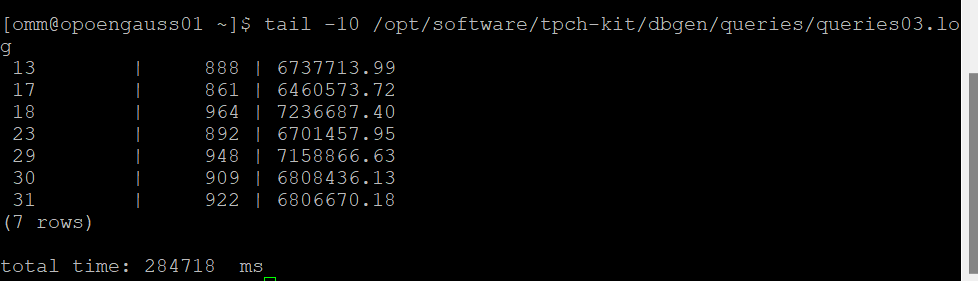 [omm@opoengauss01 ~]$ tail -10 /opt/software/tpch-kit/dbgen/queries/queries03.lo
g
 13         |     888 | 6737713.99
 17         |     861 | 6460573.72
 18         |     964 | 7236687.40
 23         |     892 | 6701457.95
 29         |     948 | 7158866.63
 30         |     909 | 6808436.13
 31         |     922 | 6806670.18
(7 rows)

total time: 284718  ms